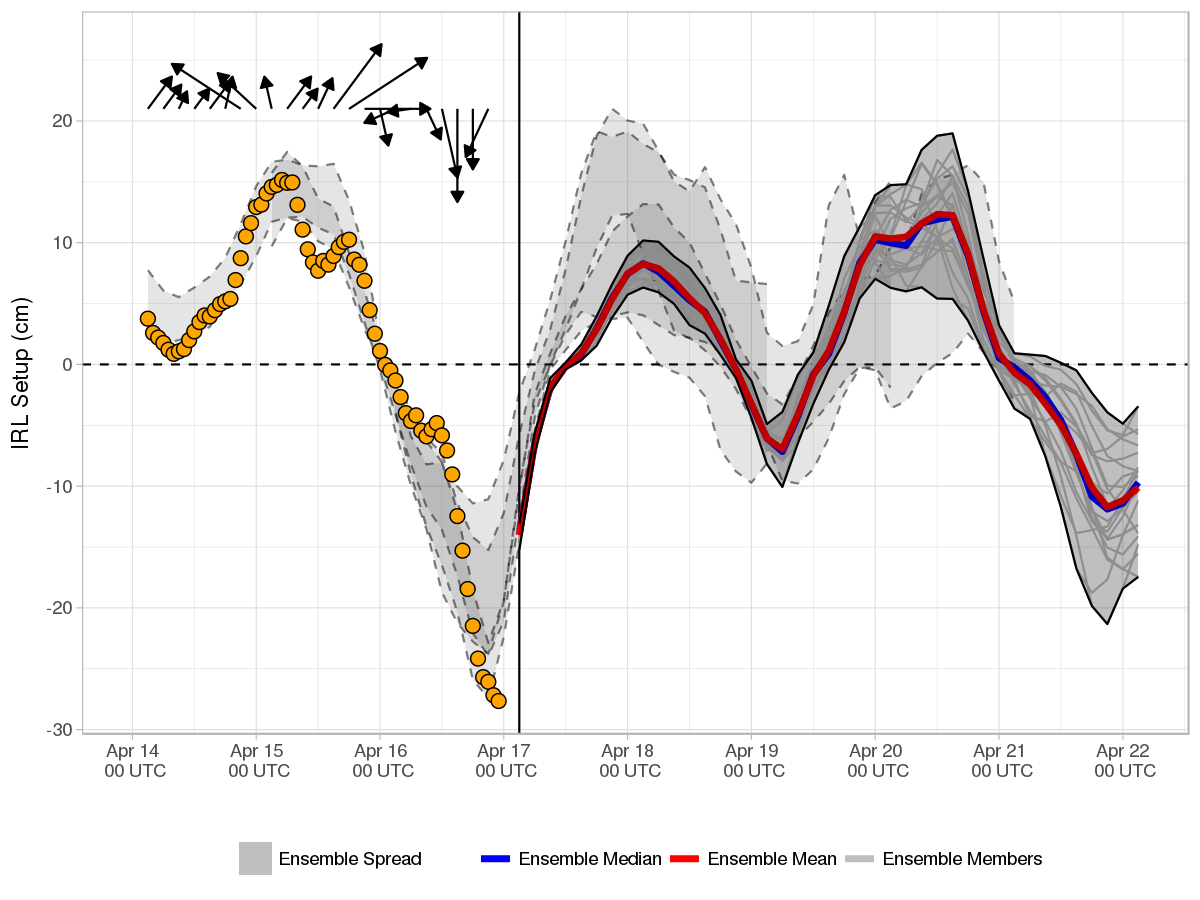 IRL Setup (cm)
20
10
0
-10
-20
-30
Apr 14 Apr 15 Apr 16 Apr 17 Apr 18 Apr 19 Apr 20 Apr 21 Apr 22
00 UTC 00 UTC 00 UTC 00 UTC 00 UTC 00 UTC 00 UTC 00 UTC 00 UTC
Ensemble Spread Ensemble Median Ensemble Mean Ensemble Members